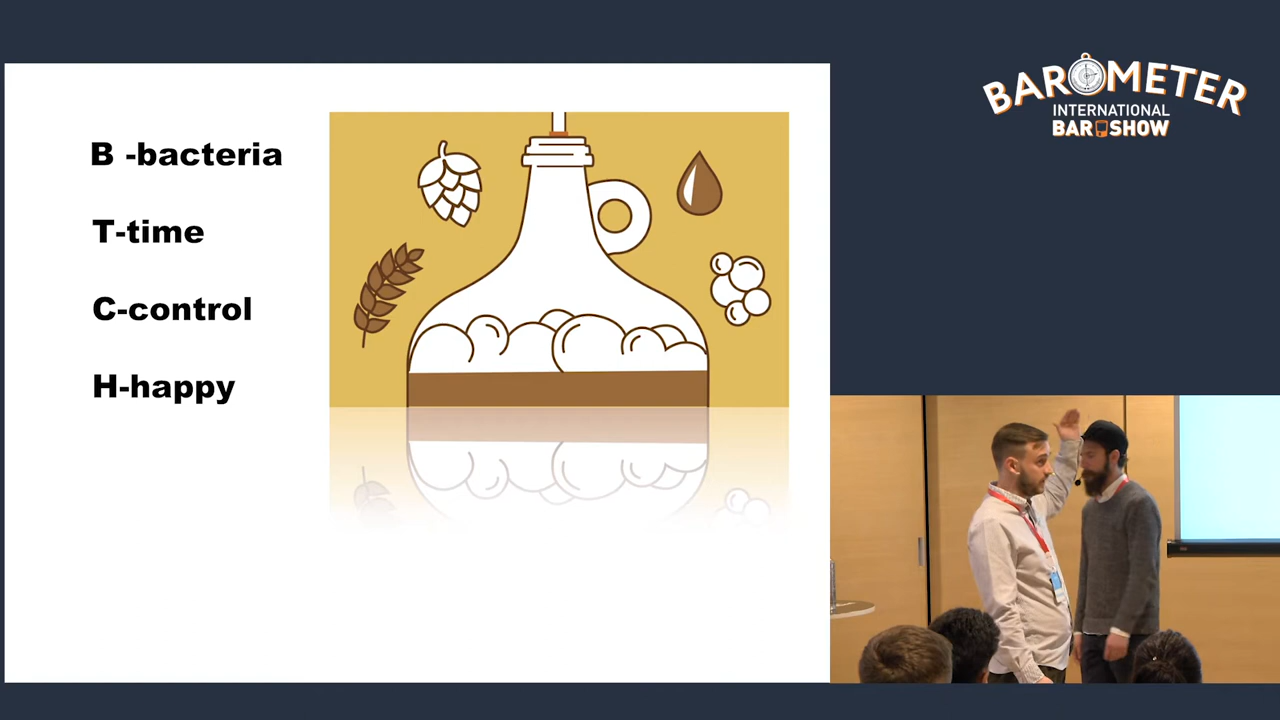 B -bacteria
T-time
C-control
H-happy
BAROMETER
INTERNATIONAL
BAR SHOW